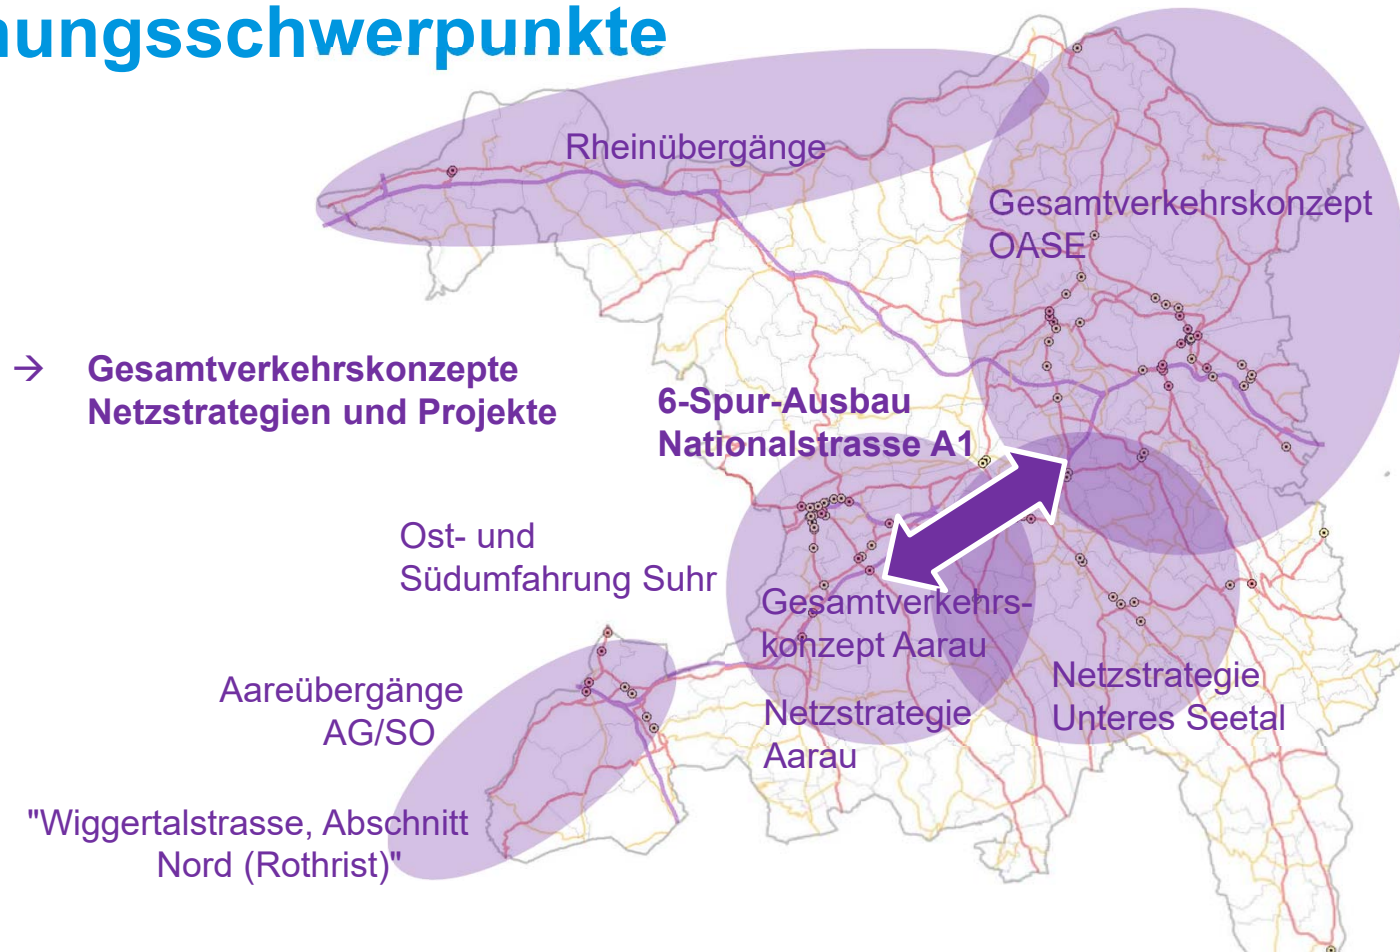 nungsschwerpunkte
Rheinübergänge
Gesamtverkehrskonzept
OASE
→ Gesamtverkehrskonzepte
Netzstrategien und Projekte
6-Spur-Ausbau
Nationalstrasse A1
Ost- und
Südumfahrung Suhr
Gesamtverkehrs-
konzept Aarau
Aareübergänge
AG/SO
Netzstrategie
Aarau
Netzstrategie
Unteres Seetal
"Wiggertalstrasse, Abschnitt
Nord (Rothrist)"